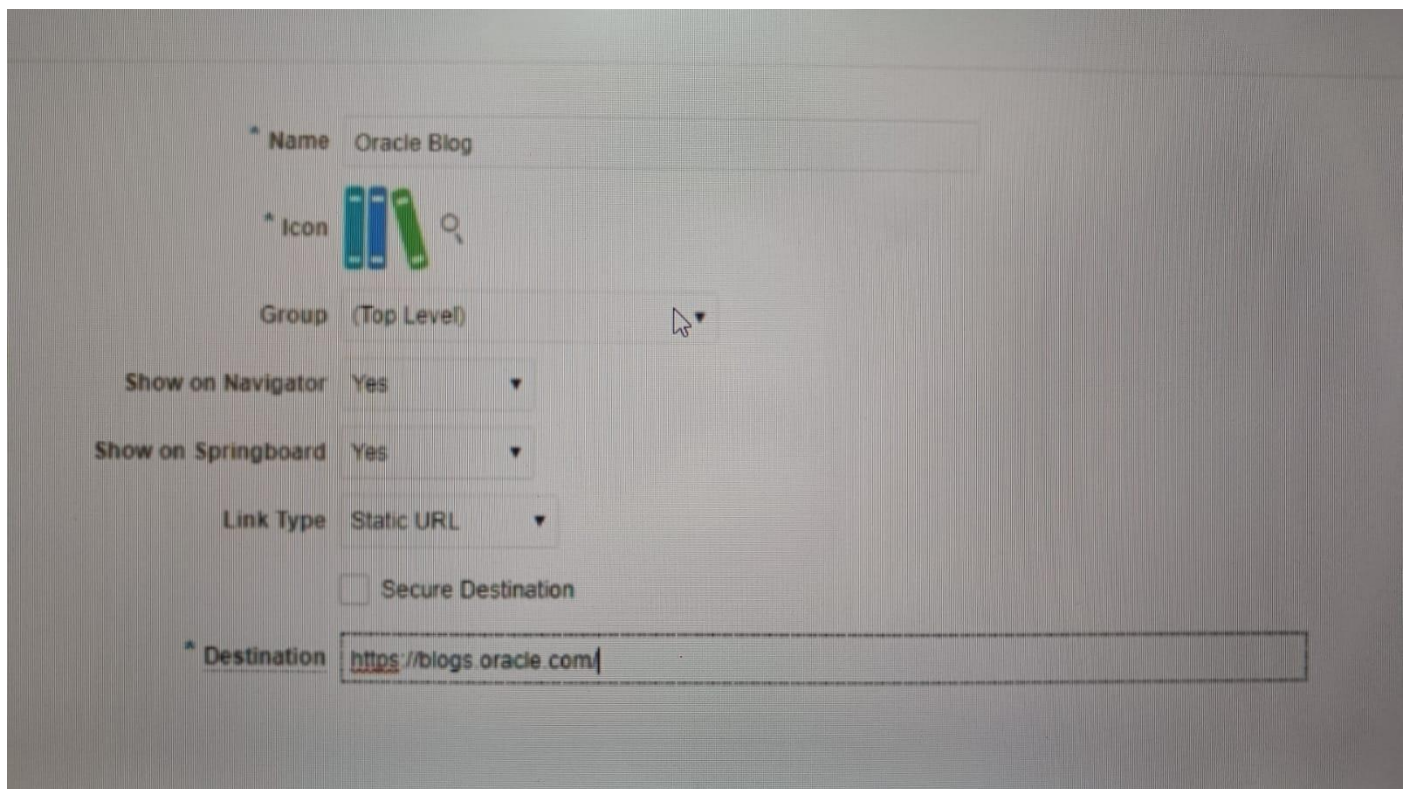 * Name Oracle Blog
* Icon
Group (Top Level)
Show on Navigator Yes
Show on Springboard Yes
Link Type Static URL
Secure Destination
* Destination https://blogs.oracle.com/